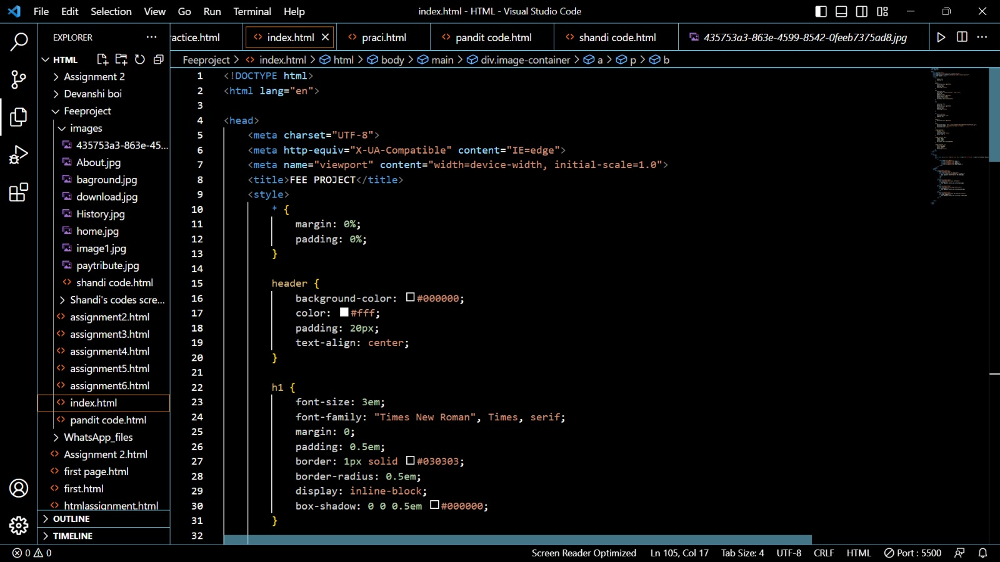 File Edit Selection View Go Run Terminal Help
index.html - HTML - Visual Studio Code
EXPLORER
HTML
Assignment 2
Devanshi boi
Feeproject
images
435753a3-863e-45...
About.jpg
baground.jpg
download.jpg
History.jpg
home.jpg
image1.jpg
paytribute.jpg
shandi code.html
Shandi's codes scre...
assignment2.html
assignment3.html
assignment4.html
assignment5.html
assignment6.html
index.html
pandit code.html
WhatsApp_files
Assignment 2.html
first page.html
first.html
htmlassignment.html
OUTLINE
TIMELINE
actice.html index.html praci.html pandit code.html shandi code.html 435753a3-863e-4599-8542-0feeb7375ad8.jpg
Feeproject > index.html > html > body > main > div.image-container > a > p > b
1 <!DOCTYPE html>
2 <html lang="en">
3
4 <head>
5 <meta charset="UTF-8">
6 <meta http-equiv="X-UA-Compatible" content="IE=edge">
7 <meta name="viewport" content="width=device-width, initial-scale=1.0">
8 <title>FEE PROJECT</title>
9 <style>
10 * {
11 margin: 0%;
12 padding: 0%;
13 }
14
15 header {
16 background-color: #000000;
17 color: #fff;
18 padding: 20px;
19 text-align: center;
20 }
21
22 h1 {
23 font-size: 3em;
24 font-family: "Times New Roman", Times, serif;
25 margin: 0;
26 padding: 0.5em;
27 border: 1px solid #030303;
28 border-radius: 0.5em;
29 display: inline-block;
30 box-shadow: 0 0 0.5em #000000;
31 }
32
0 0 Screen Reader Optimized Ln 105, Col 17 Tab Size: 4 UTF-8 CRLF HTML Port : 5500